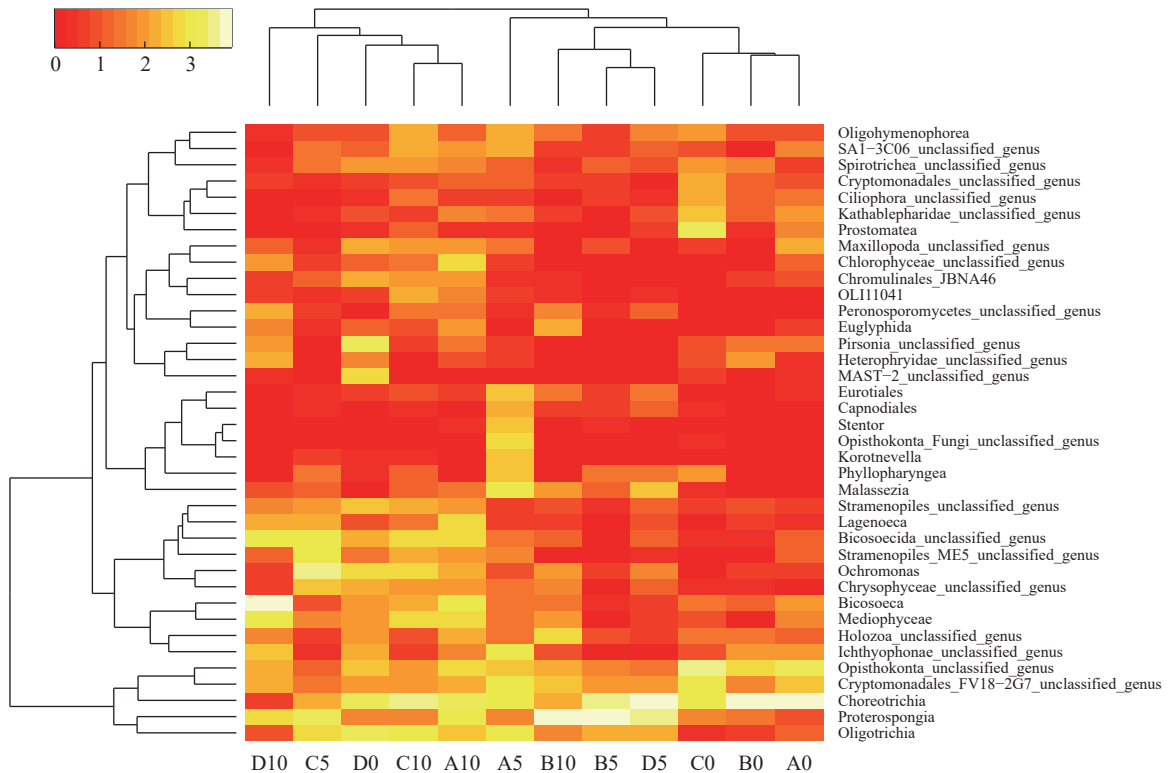 0 1 2 3
Oligohymenophorea
SA1−3C06_unclassified_genus
Spirotrichea_unclassified_genus
Cryptomonadales_unclassified_genus
Ciliophora_unclassified_genus
Kathablepharidae_unclassified_genus
Prostomatea
Maxillopoda_unclassified_genus
Chlorophyceae_unclassified_genus
Chromulinales_JBNA46
OLI11041
Peronosporomycetes_unclassified_genus
Euglyphida
Pirsonia_unclassified_genus
Heterophryidae_unclassified_genus
MAST−2_unclassified_genus
Eurotiales
Capnodiales
Stentor
Opisthokonta_Fungi_unclassified_genus
Korotnevella
Phyllopharyngea
Malassezia
Stramenopiles_unclassified_genus
Lagenoeca
Bicosoecida_unclassified_genus
Stramenopiles_ME5_unclassified_genus
Ochromonas
Chrysophyceae_unclassified_genus
Bicosoeca
Mediophyceae
Holozoa_unclassified_genus
Ichthyophonae_unclassified_genus
Opisthokonta_unclassified_genus
Cryptomonadales_FV18−2G7_unclassified_genus
Choreotrichia
Proterospongia
Oligotrichia
D10 C5 D0 C10 A10 A5 B10 B5 D5 C0 B0 A0